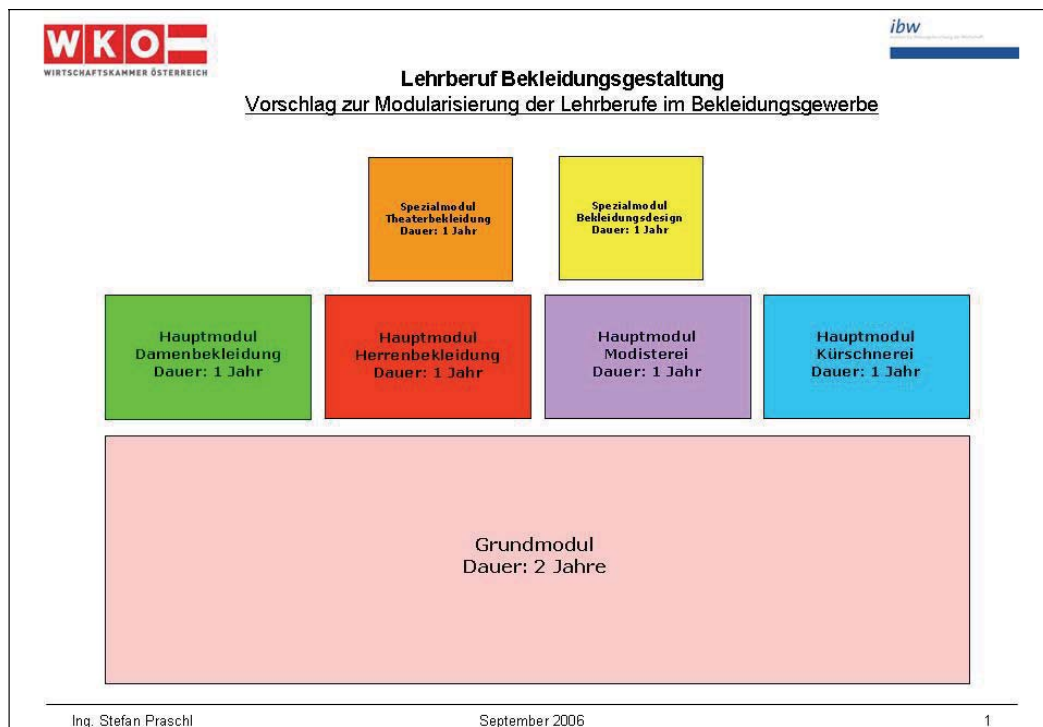 WKO
WIRTSCHAFTSKAMMER ÖSTERREICH
ibw
Lehrberuf Bekleidungsgestaltung
Vorschlag zur Modularisierung der Lehrberufe im Bekleidungsgewerbe
Spezialmodul
Theaterbekleidung
Dauer: 1 Jahr
Spezialmodul
Bekleidungsdesign
Dauer: 1 Jahr
Hauptmodul
Damenbekleidung
Dauer: 1 Jahr
Hauptmodul
Herrenbekleidung
Dauer: 1 Jahr
Hauptmodul
Modisterei
Dauer: 1 Jahr
Hauptmodul
Kürschnerei
Dauer: 1 Jahr
Grundmodul
Dauer: 2 Jahre
Ing. Stefan Praschl September 2006 1